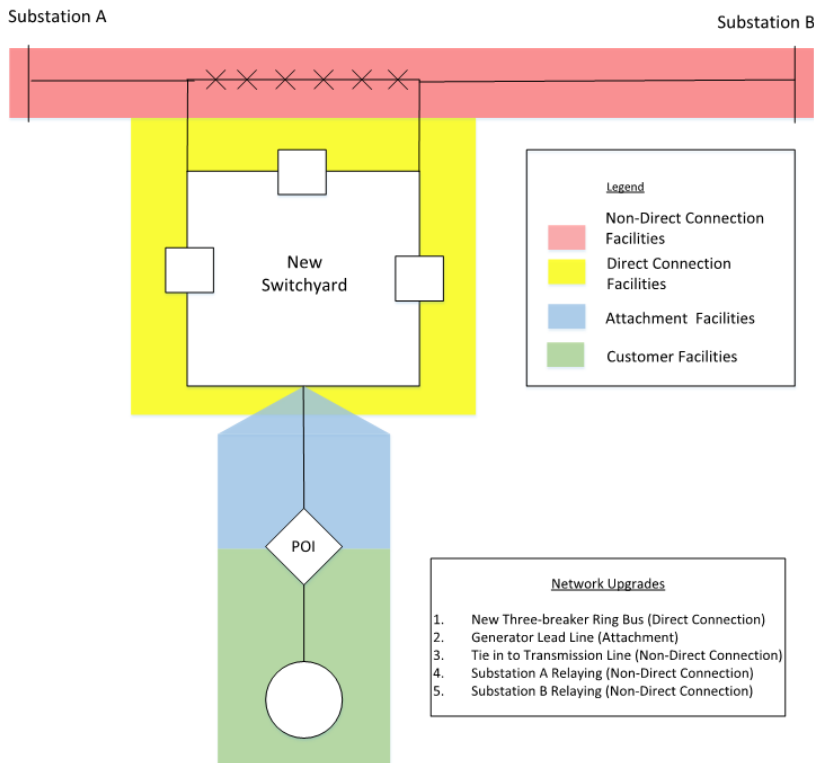 Substation A
Substation B
New
Switchyard
Legend
Non-Direct Connection
Facilities
Direct Connection
Facilities
Attachment Facilities
Customer Facilities
POI
Network Upgrades
1. New Three-breaker Ring Bus (Direct Connection)
2. Generator Lead Line (Attachment)
3. Tie in to Transmission Line (Non-Direct Connection)
4. Substation A Relaying (Non-Direct Connection)
5. Substation B Relaying (Non-Direct Connection)